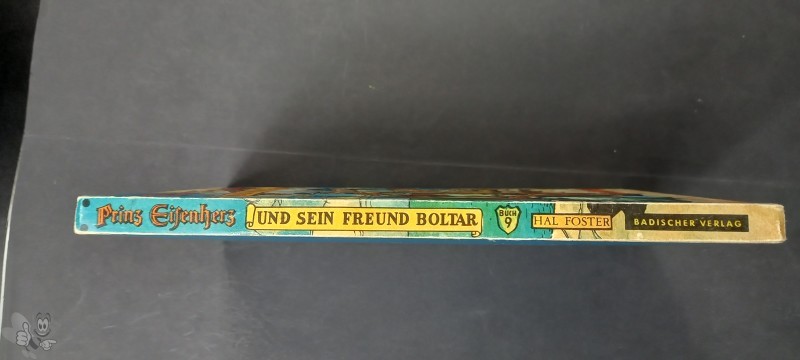 Prinz Eisenherz UND SEIN FREUND BOLTAR BUCH 9 HAL FOSTER BADISCHER VERLAG